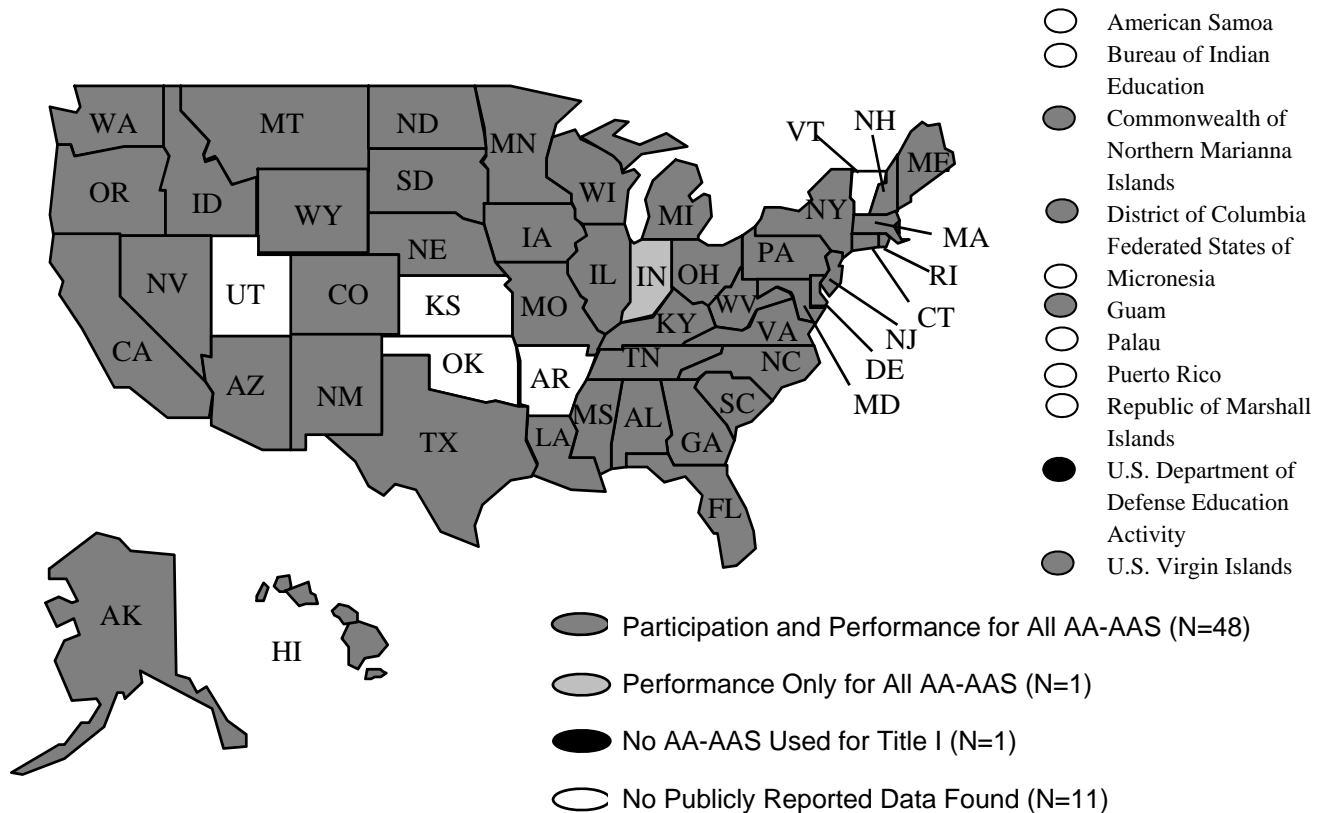 American Samoa
Bureau of Indian
Education
Commonwealth of
Northern Marianna
Islands
District of Columbia
Federated States of
Micronesia
Guam
Palau
Puerto Rico
Republic of Marshall
Islands
U.S. Department of
Defense Education
Activity
U.S. Virgin Islands
WA
MT
ND
MN
VT
NH
ME
OR
ID
SD
WI
MI
NY
WY
MA
IA
PA
RI
NE
NV
UT
CO
IL
IN
OH
KS
MO
WV
CT
KY
VA
NJ
CA
TN
NC
DE
AZ
NM
OK
AR
MD
SC
MS
AL
TX
LA
GA
FL
AK
HI
Participation and Performance for All AA-AAS (N=48)
Performance Only for All AA-AAS (N=1)
No AA-AAS Used for Title I (N=1)
No Publicly Reported Data Found (N=11)